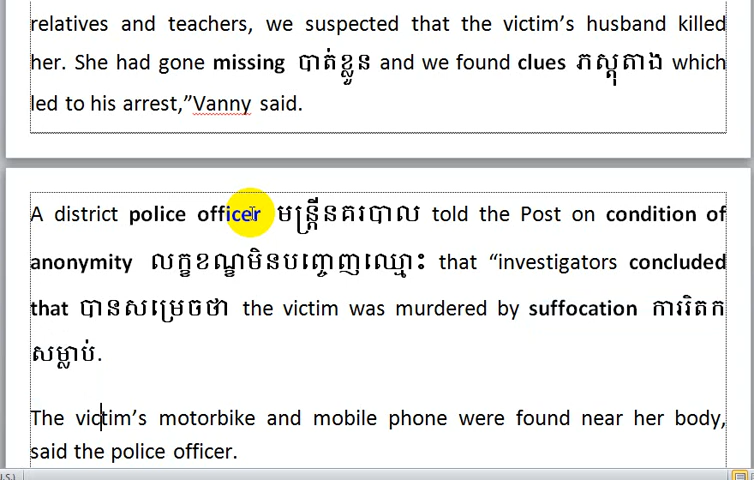 relatives and teachers, we suspected that the victim’s husband killed
her. She had gone missing បាត់ខ្លួន and we found clues ភស្តុតាង which
led to his arrest,”Vanny said.
A district police officer មន្ត្រីនគរបាល told the Post on condition of
anonymity លក្ខខណ្ឌមិនបញ្ចេញឈ្មោះ that “investigators concluded
that បានសម្រេចថា the victim was murdered by suffocation ការរិតក
សម្លាប់.
The victim’s motorbike and mobile phone were found near her body,
said the police officer.